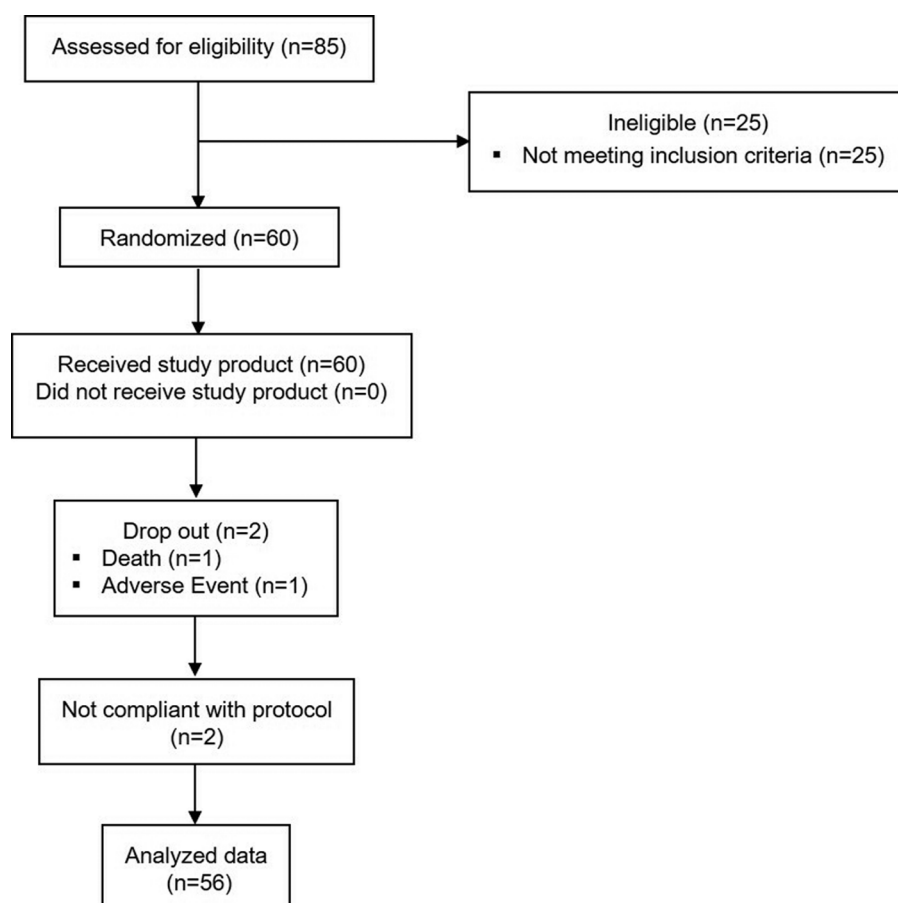 Assessed for eligibility (n=85)
Ineligible (n=25)
▪ Not meeting inclusion criteria (n=25)
Randomized (n=60)
Received study product (n=60)
Did not receive study product (n=0)
Drop out (n=2)
▪ Death (n=1)
▪ Adverse Event (n=1)
Not compliant with protocol
(n=2)
Analyzed data
(n=56)